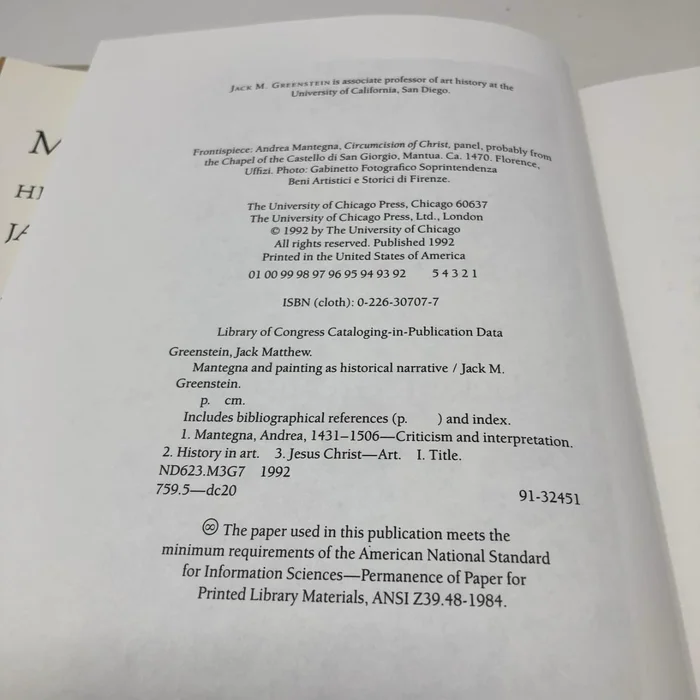 M
HI
JA
JACK M. GREENSTEIN is associate professor of art history at the
University of California, San Diego.
Frontispiece: Andrea Mantegna, Circumcision of Christ, panel, probably from
the Chapel of the Castello di San Giorgio, Mantua. Ca. 1470. Florence,
Uffizi. Photo: Gabinetto Fotografico Soprintendenza
Beni Artistici e Storici di Firenze.
The University of Chicago Press, Chicago 60637
The University of Chicago Press, Ltd., London
© 1992 by The University of Chicago
All rights reserved. Published 1992
Printed in the United States of America
01 00 99 98 97 96 95 94 93 92 5 4 3 2 1
ISBN (cloth): 0-226-30707-7
Library of Congress Cataloging-in-Publication Data
Greenstein, Jack Matthew.
Mantegna and painting as historical narrative / Jack M.
Greenstein.
p. cm.
Includes bibliographical references (p. ) and index.
1. Mantegna, Andrea, 1431–1506—Criticism and interpretation.
2. History in art. 3. Jesus Christ—Art. I. Title.
ND623.M3G7 1992
759.5—dc20 91-32451
♾ The paper used in this publication meets the
minimum requirements of the American National Standard
for Information Sciences—Permanence of Paper for
Printed Library Materials, ANSI Z39.48-1984.